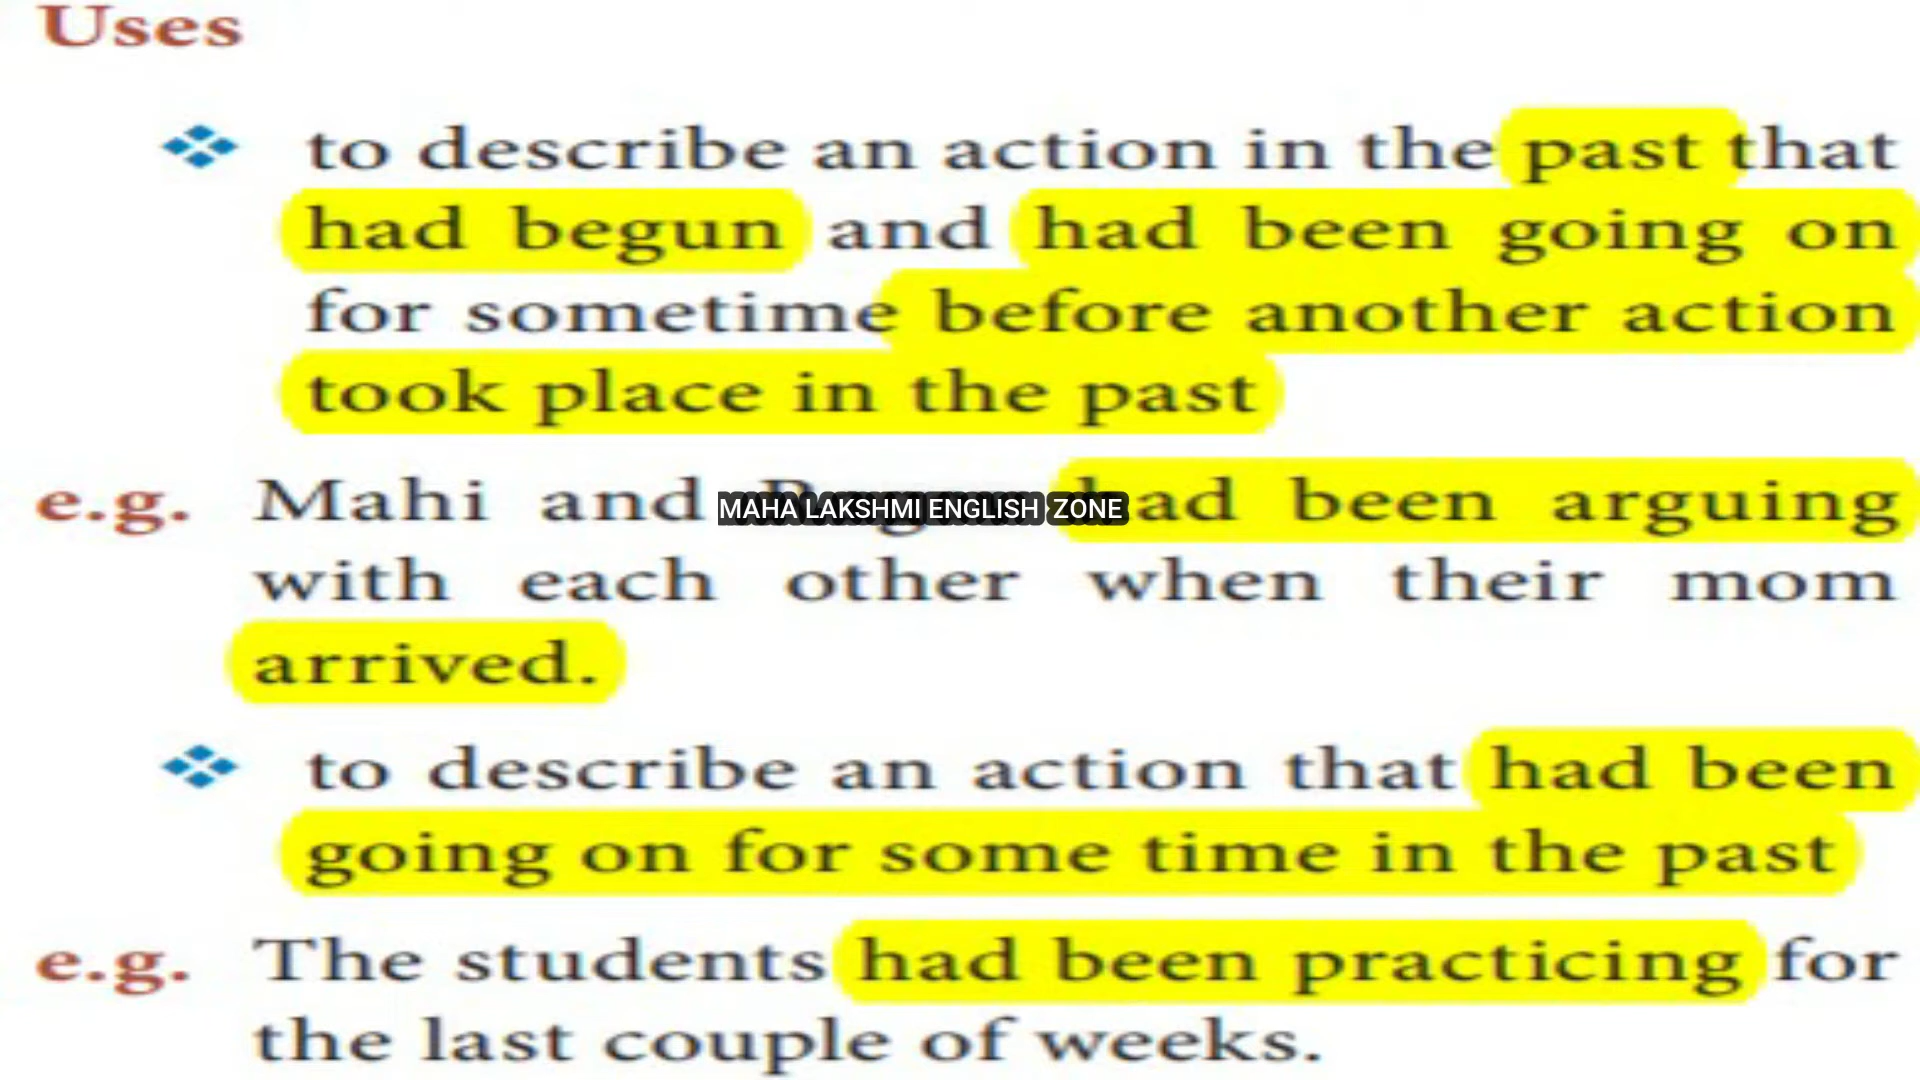 Uses
to describe an action in the past that
had begun and had been going on
for sometime before another action
took place in the past
e.g. Mahi and had been arguing
MAHA LAKSHMI ENGLISH ZONE
with each other when their mom
arrived.
to describe an action that had been
going on for some time in the past
e.g. The students had been practicing for
the last couple of weeks.